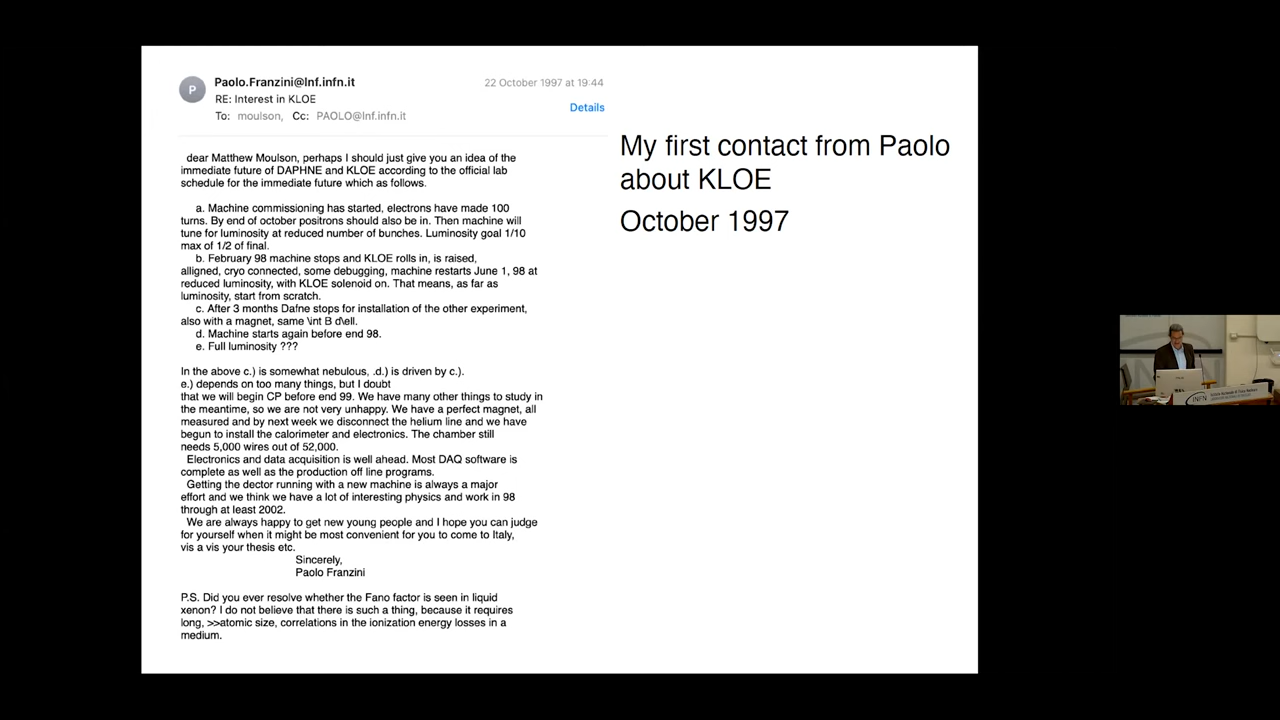 P
Paolo.Franzini@lnf.infn.it
22 October 1997 at 19:44
RE: Interest in KLOE
Details
To: moulson, Cc: PAOLO@lnf.infn.it
dear Matthew Moulson, perhaps I should just give you an idea of the
immediate future of DAPHNE and KLOE according to the official lab
schedule for the immediate future which as follows.
a. Machine commissioning has started, electrons have made 100
turns. By end of october positrons should also be in. Then machine will
tune for luminosity at reduced number of bunches. Luminosity goal 1/10
max of 1/2 of final.
b. February 98 machine stops and KLOE rolls in, is raised,
alligned, cryo connected, some debugging, machine restarts June 1, 98 at
reduced luminosity, with KLOE solenoid on. That means, as far as
luminosity, start from scratch.
c. After 3 months Dafne stops for installation of the other experiment,
also with a magnet, same \int B d\ell.
d. Machine starts again before end 98.
e. Full luminosity ???
In the above c.) is somewhat nebulous, .d.) is driven by c.).
e.) depends on too many things, but I doubt
that we will begin CP before end 99. We have many other things to study in
the meantime, so we are not very unhappy. We have a perfect magnet, all
measured and by next week we disconnect the helium line and we have
begun to install the calorimeter and electronics. The chamber still
needs 5,000 wires out of 52,000.
Electronics and data acquisition is well ahead. Most DAQ software is
complete as well as the production off line programs.
Getting the dector running with a new machine is always a major
effort and we think we have a lot of interesting physics and work in 98
through at least 2002.
We are always happy to get new young people and I hope you can judge
for yourself when it might be most convenient for you to come to Italy,
vis a vis your thesis etc.
Sincerely,
Paolo Franzini
P.S. Did you ever resolve whether the Fano factor is seen in liquid
xenon? I do not believe that there is such a thing, because it requires
long, >>atomic size, correlations in the ionization energy losses in a
medium.
My first contact from Paolo
about KLOE
October 1997
INFN